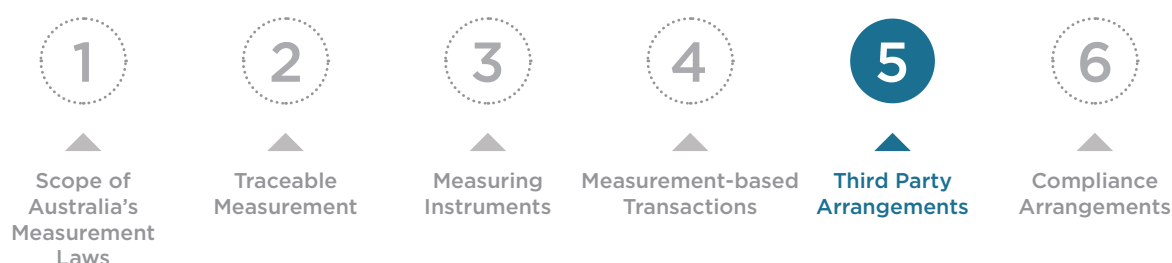 1
2
3
4
5
6
Scope of
Australia's
Measurement
Laws
Traceable
Measurement
Measuring
Instruments
Measurement-based
Transactions
Third Party
Arrangements
Compliance
Arrangements